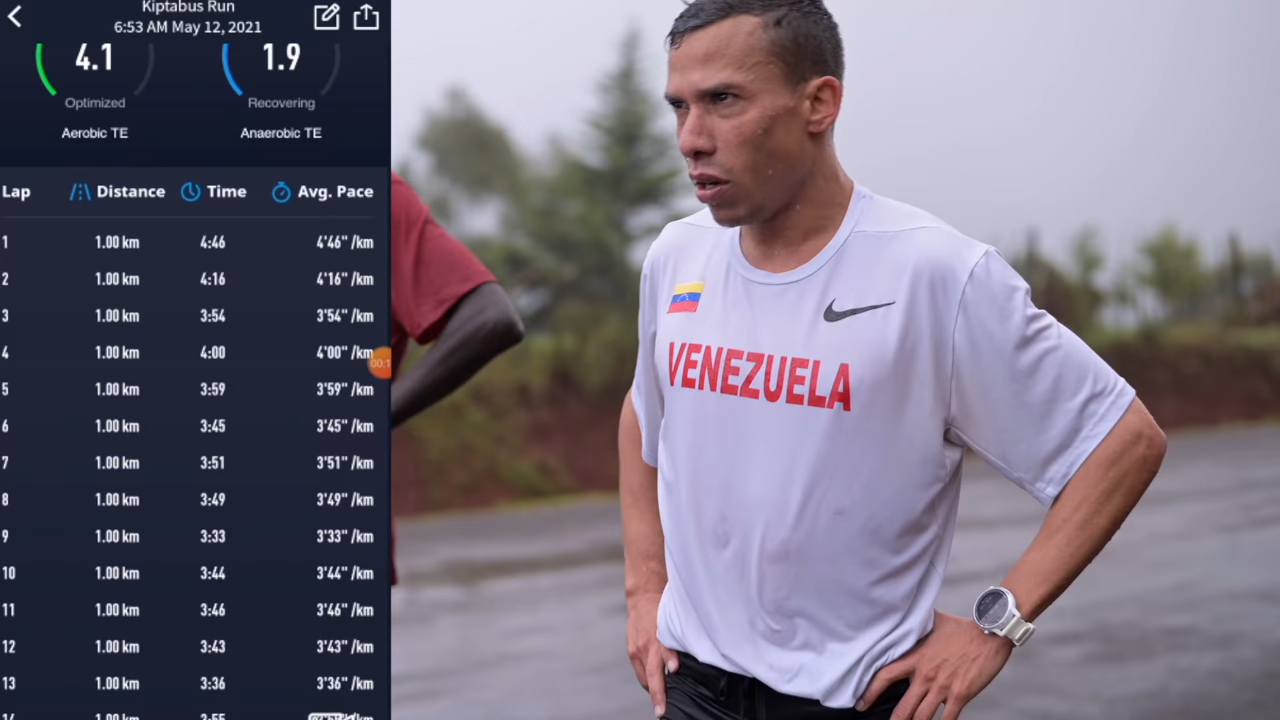 Kiptabus Run
6:53 AM May 12, 2021
4.1 1.9
Optimized Recovering
Aerobic TE Anaerobic TE
Lap Distance Time Avg. Pace
1 1.00 km 4:46 4'46" /km
2 1.00 km 4:16 4'16" /km
3 1.00 km 3:54 3'54" /km
4 1.00 km 4:00 4'00" /km
5 1.00 km 3:59 3'59" /km
6 1.00 km 3:45 3'45" /km
7 1.00 km 3:51 3'51" /km
8 1.00 km 3:49 3'49" /km
9 1.00 km 3:33 3'33" /km
10 1.00 km 3:44 3'44" /km
11 1.00 km 3:46 3'46" /km
12 1.00 km 3:43 3'43" /km
13 1.00 km 3:36 3'36" /km
VENEZUELA